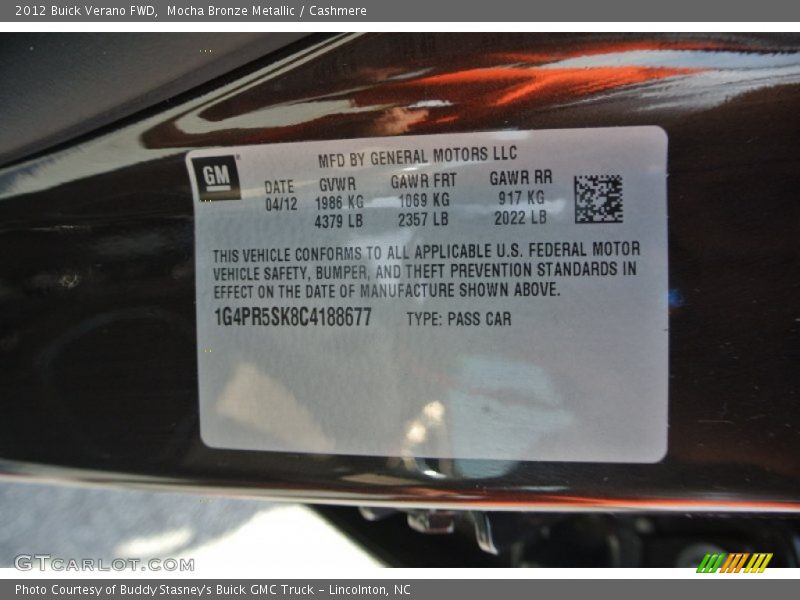 2012 Buick Verano FWD,  Mocha Bronze Metallic / Cashmere
GM
MFD BY GENERAL MOTORS LLC
DATE GVWR GAWR FRT GAWR RR
04/12 1986 KG 1069 KG 917 KG
4379 LB 2357 LB 2022 LB
THIS VEHICLE CONFORMS TO ALL APPLICABLE U.S. FEDERAL MOTOR
VEHICLE SAFETY, BUMPER, AND THEFT PREVENTION STANDARDS IN
EFFECT ON THE DATE OF MANUFACTURE SHOWN ABOVE.
1G4PR5SK8C4188677 TYPE: PASS CAR
GTCARLOT.COM
Photo Courtesy of Buddy Stasney's Buick GMC Truck - Lincolnton, NC